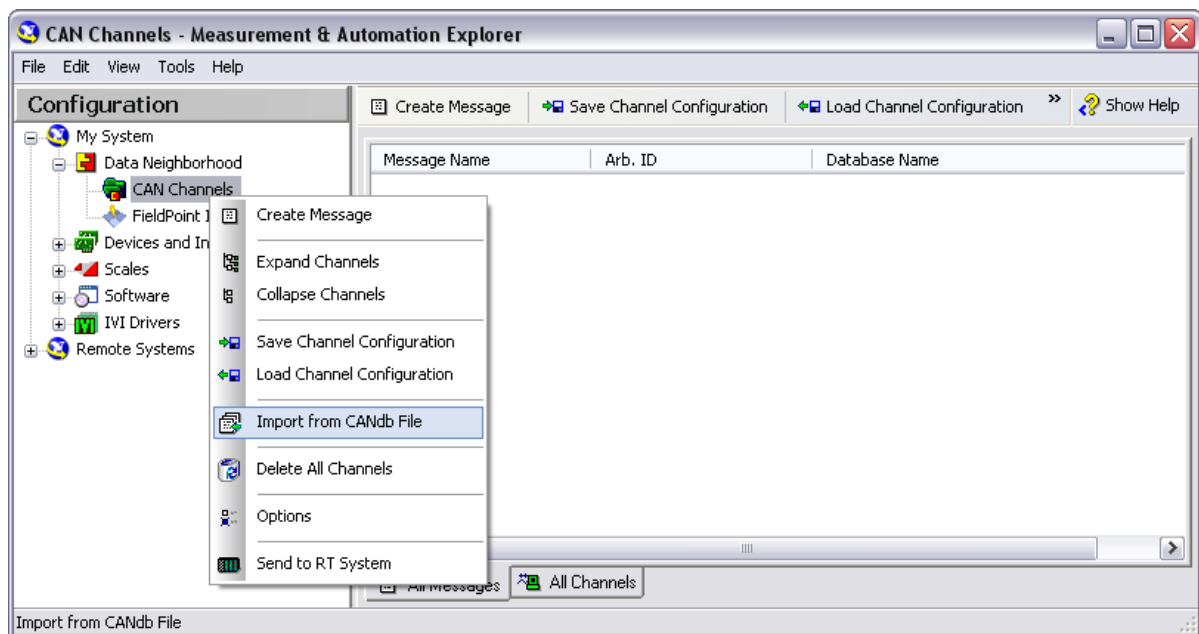 CAN Channels - Measurement & Automation Explorer
File Edit View Tools Help
Configuration
Create Message
Save Channel Configuration
Load Channel Configuration
»
Show Help
My System
Data Neighborhood
CAN Channels
FieldPoint
Devices and In
Scales
Software
IVI Drivers
Remote Systems
Message Name
Arb. ID
Database Name
Create Message
Expand Channels
Collapse Channels
Save Channel Configuration
Load Channel Configuration
Import from CANdb File
Delete All Channels
Options
Send to RT System
All Messages
All Channels
Import from CANdb File